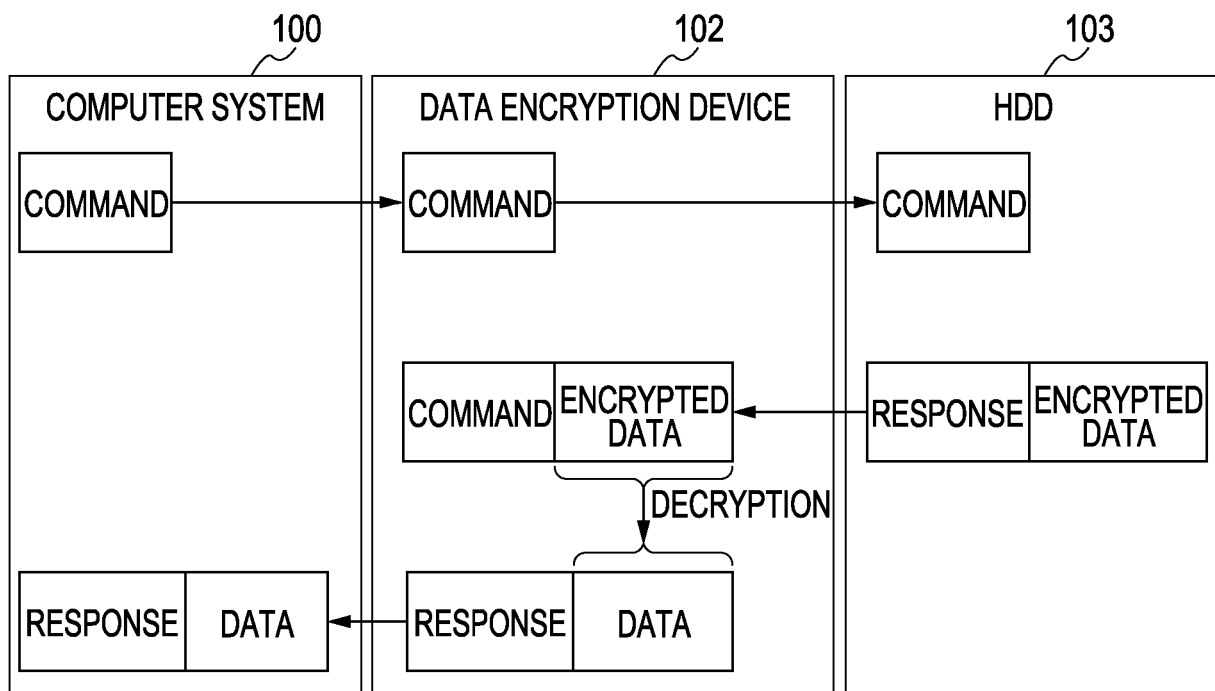 100
102
103
COMPUTER SYSTEM
DATA ENCRYPTION DEVICE
HDD
COMMAND
COMMAND
COMMAND
COMMAND
ENCRYPTED
DATA
RESPONSE
ENCRYPTED
DATA
DECRYPTION
RESPONSE
DATA
RESPONSE
DATA